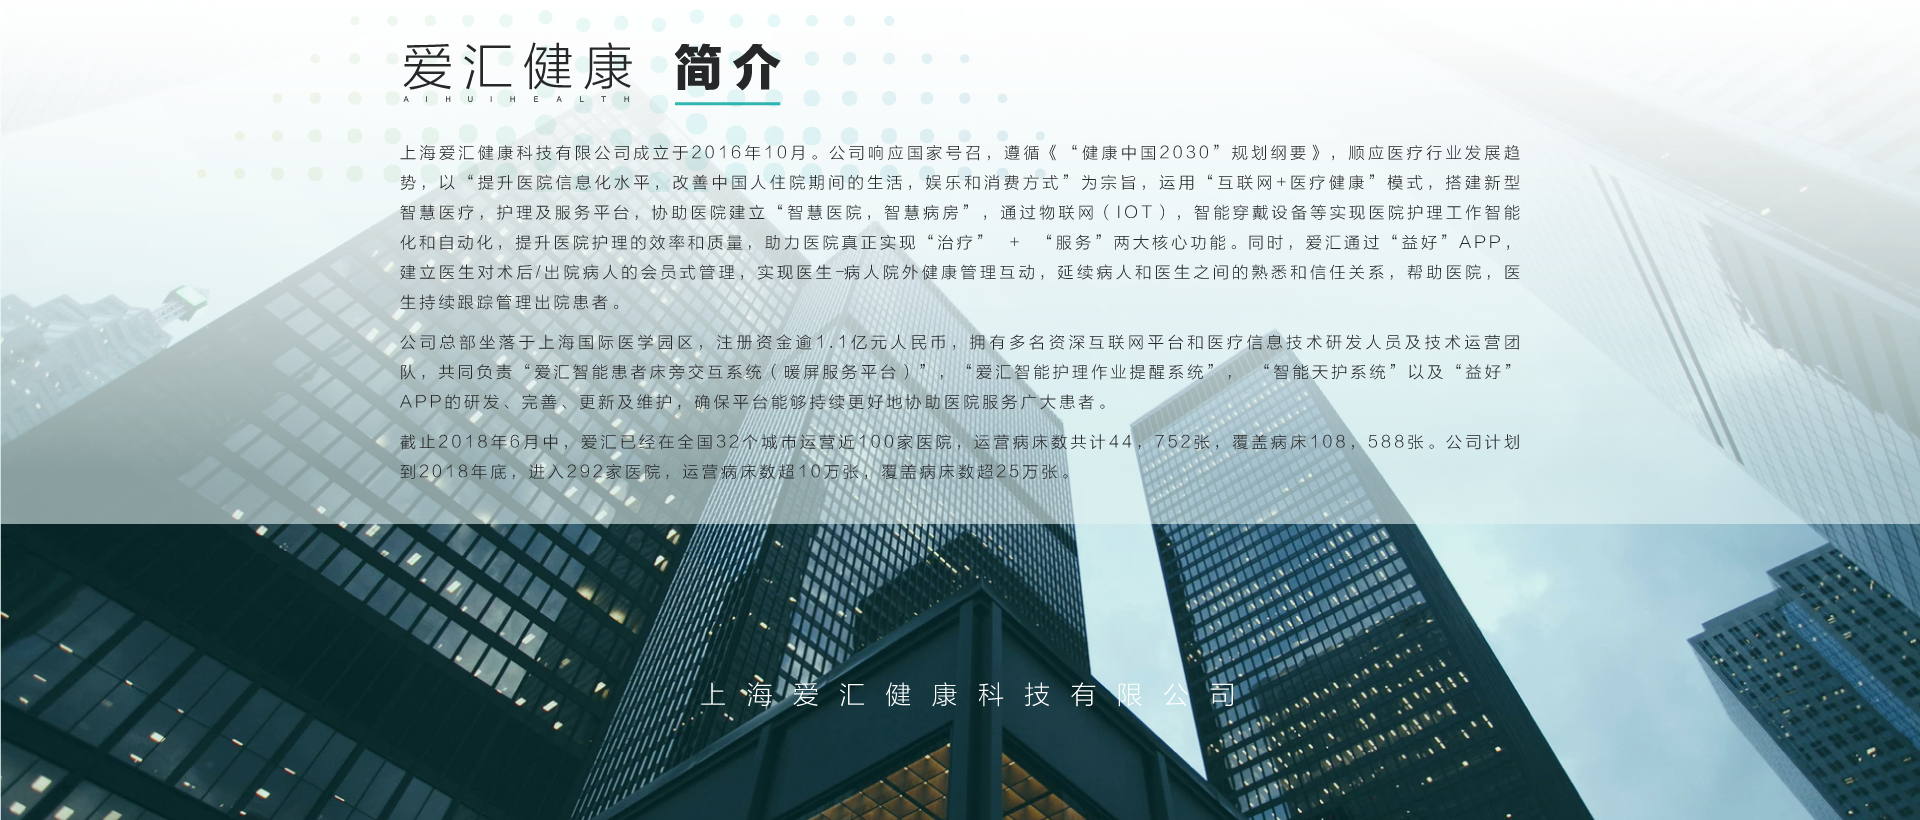 爱汇健康 简介
AIHUIHEALTH
上海爱汇健康科技有限公司成立于2016年10月。公司响应国家号召，遵循《“健康中国2030”规划纲要》，顺应医疗行业发展趋
势，以“提升医院信息化水平，改善中国人住院期间的生活，娱乐和消费方式”为宗旨，运用“互联网+医疗健康”模式，搭建新型
智慧医疗，护理及服务平台，协助医院建立“智慧医院，智慧病房”，通过物联网（IOT），智能穿戴设备等实现医院护理工作智能
化和自动化，提升医院护理的效率和质量，助力医院真正实现“治疗” + “服务”两大核心功能。同时，爱汇通过“益好”APP，
建立医生对术后/出院病人的会员式管理，实现医生-病人院外健康管理互动，延续病人和医生之间的熟悉和信任关系，帮助医院，医
生持续跟踪管理出院患者。
公司总部坐落于上海国际医学园区，注册资金逾1.1亿元人民币，拥有多名资深互联网平台和医疗信息技术研发人员及技术运营团
队，共同负责“爱汇智能患者床旁交互系统（暖屏服务平台）”，“爱汇智能护理作业提醒系统”，“智能天护系统”以及“益好”
APP的研发、完善、更新及维护，确保平台能够持续更好地协助医院服务广大患者。
截止2018年6月中，爱汇已经在全国32个城市运营近100家医院，运营病床数共计44，752张，覆盖病床108，588张。公司计划
到2018年底，进入292家医院，运营病床数超10万张，覆盖病床数超25万张。
上海爱汇健康科技有限公司